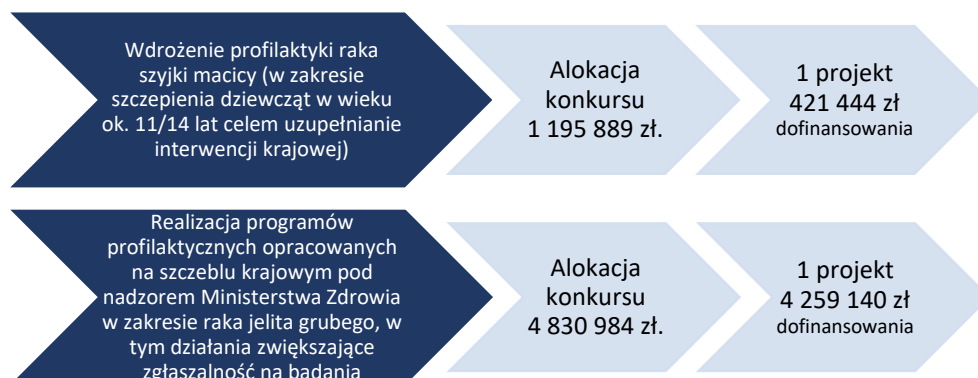 Wdrożenie profilaktyki raka
szyjki macicy (w zakresie
szczepienia dziewcząt w wieku
ok. 11/14 lat celem uzupełnianie
interwencji krajowej)
Alokacja
konkursu
1 195 889 zł.
1 projekt
421 444 zł
dofinansowania
Realizacja programów
profilaktycznych opracowanych
na szczeblu krajowym pod
nadzorem Ministerstwa Zdrowia
w zakresie raka jelita grubego, w
tym działania zwiększające
zgłaszalność na badania
Alokacja
konkursu
4 830 984 zł.
1 projekt
4 259 140 zł
dofinansowania